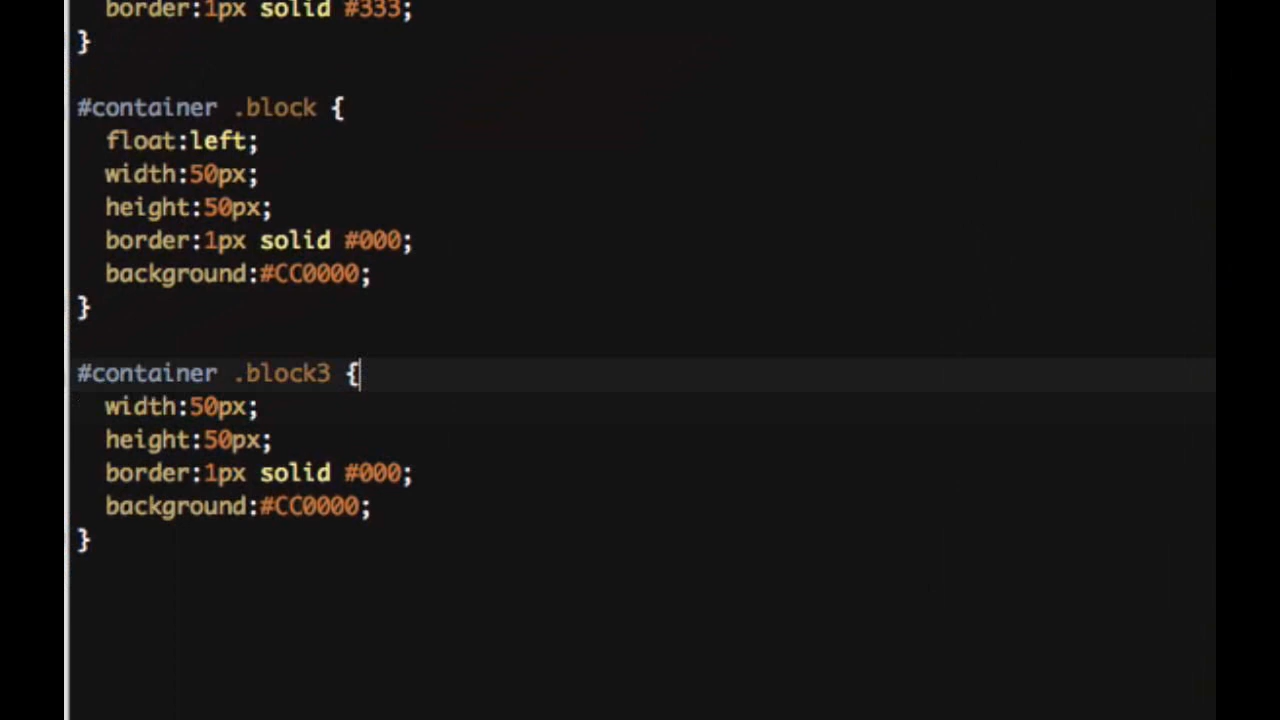 border:1px solid #333;
}
#container .block {
float:left;
width:50px;
height:50px;
border:1px solid #000;
background:#CC0000;
}
#container .block3 {
width:50px;
height:50px;
border:1px solid #000;
background:#CC0000;
}